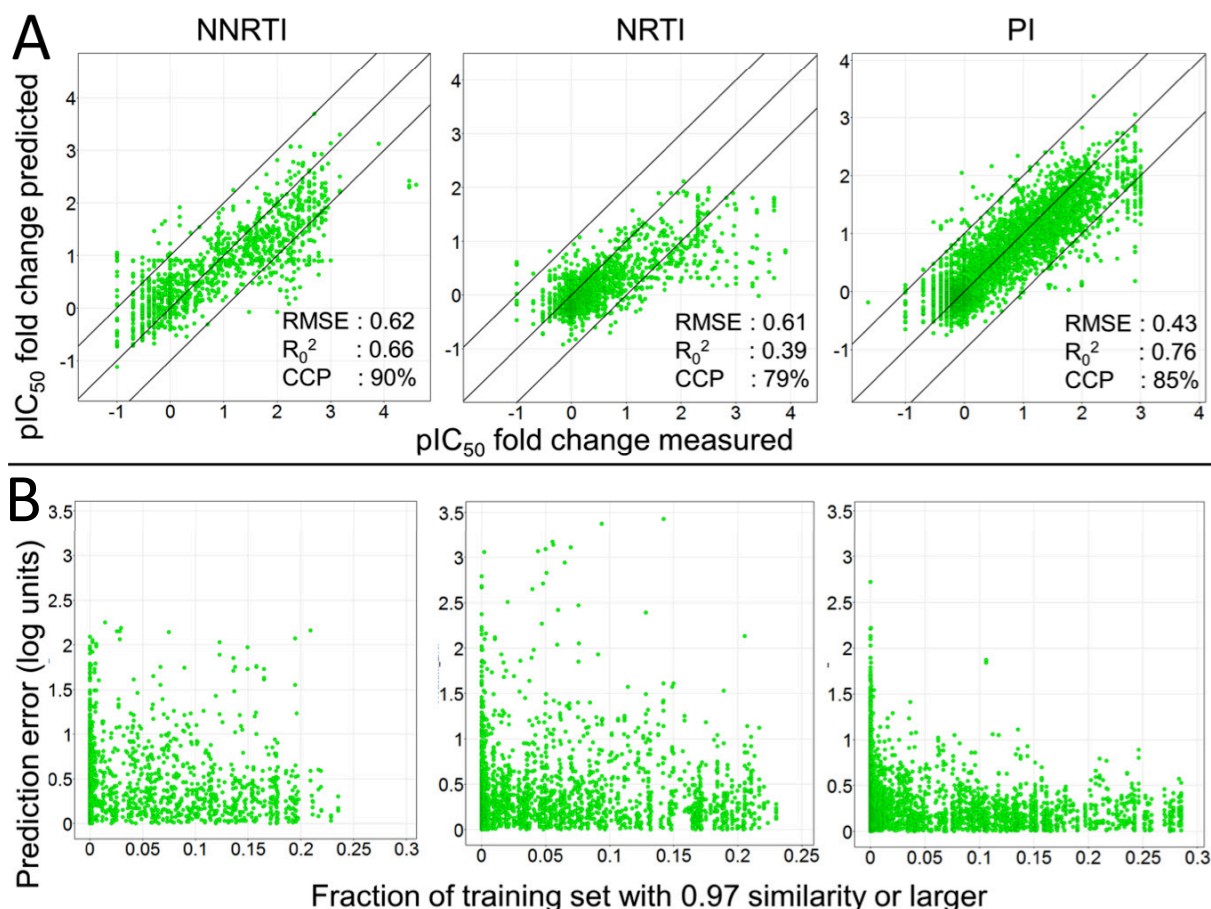 A
NNRTI NRTI PI
pIC50 fold change predicted
4
3
2
1
0
-1
RMSE : 0.62
R0² : 0.66
CCP : 90%
-1 0 1 2 3 4
4
3
2
1
0
-1
RMSE : 0.61
R0² : 0.39
CCP : 79%
-1 0 1 2 3 4
4
3
2
1
0
-1
RMSE : 0.43
R0² : 0.76
CCP : 85%
-1 0 1 2 3 4
pIC50 fold change measured
B
Prediction error (log units)
3.5
3
2.5
2
1.5
1
0.5
0
0 0.05 0.1 0.15 0.2 0.25 0.3
3.5
3
2.5
2
1.5
1
0.5
0
0 0.05 0.10 0.15 0.2 0.25
3.5
3
2.5
2
1.5
1
0.5
0
0 0.05 0.1 0.15 0.2 0.25 0.3
Fraction of training set with 0.97 similarity or larger